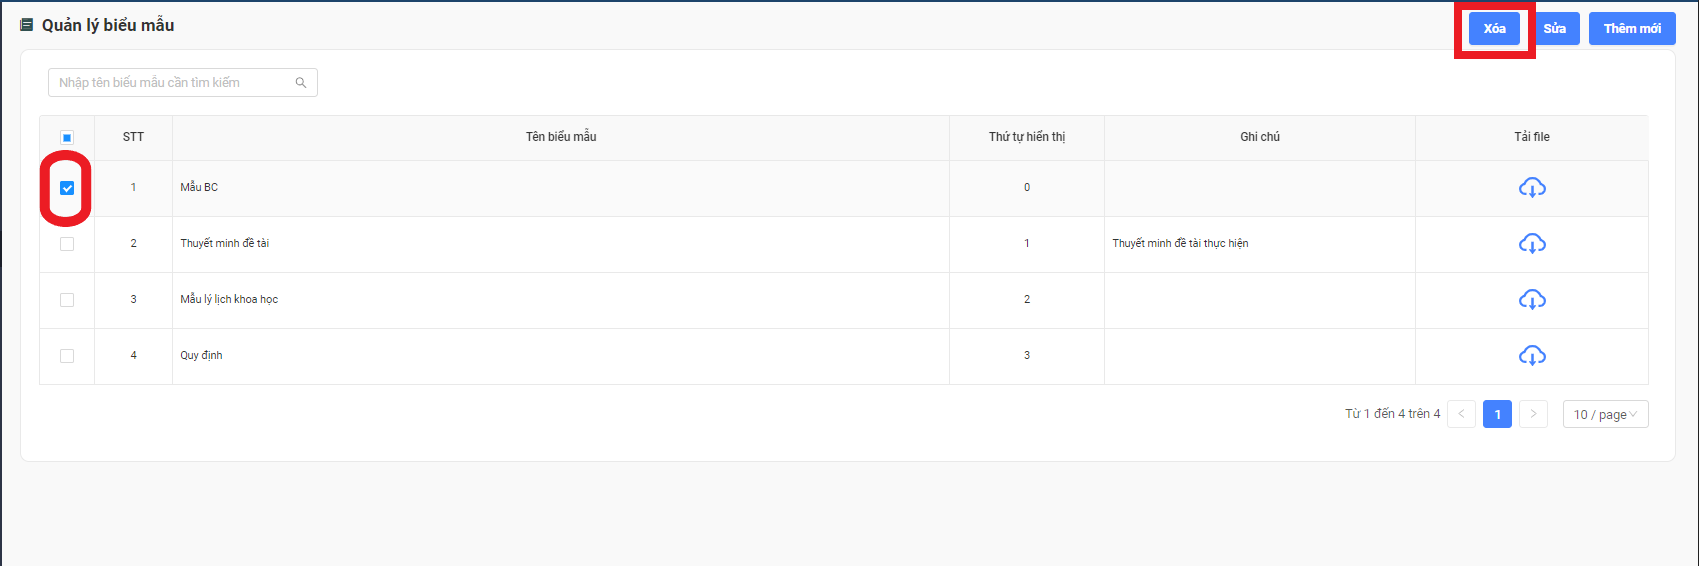 Quản lý biểu mẫu
Xóa
Sửa
Thêm mới
Nhập tên biểu mẫu cần tìm kiếm
STT Tên biểu mẫu Thứ tự hiển thị Ghi chú Tải file
1 Mẫu BC 0
2 Thuyết minh đề tài 1 Thuyết minh đề tài thực hiện
3 Mẫu lý lịch khoa học 2
4 Quy định 3
Từ 1 đến 4 trên 4 < 1 > 10 / page